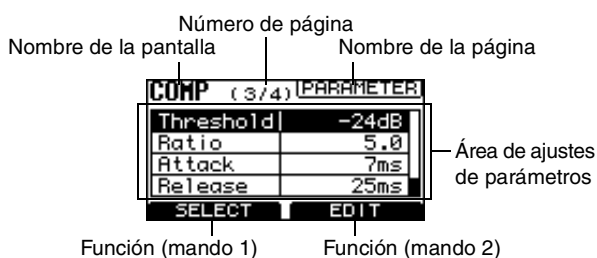 Número de página
Nombre de la pantalla
Nombre de la página
COMP (3/4) PARAMETER
Threshold -24dB
Ratio 5.0
Attack 7ms
Release 25ms
SELECT EDIT
Área de ajustes
de parámetros
Función (mando 1) Función (mando 2)